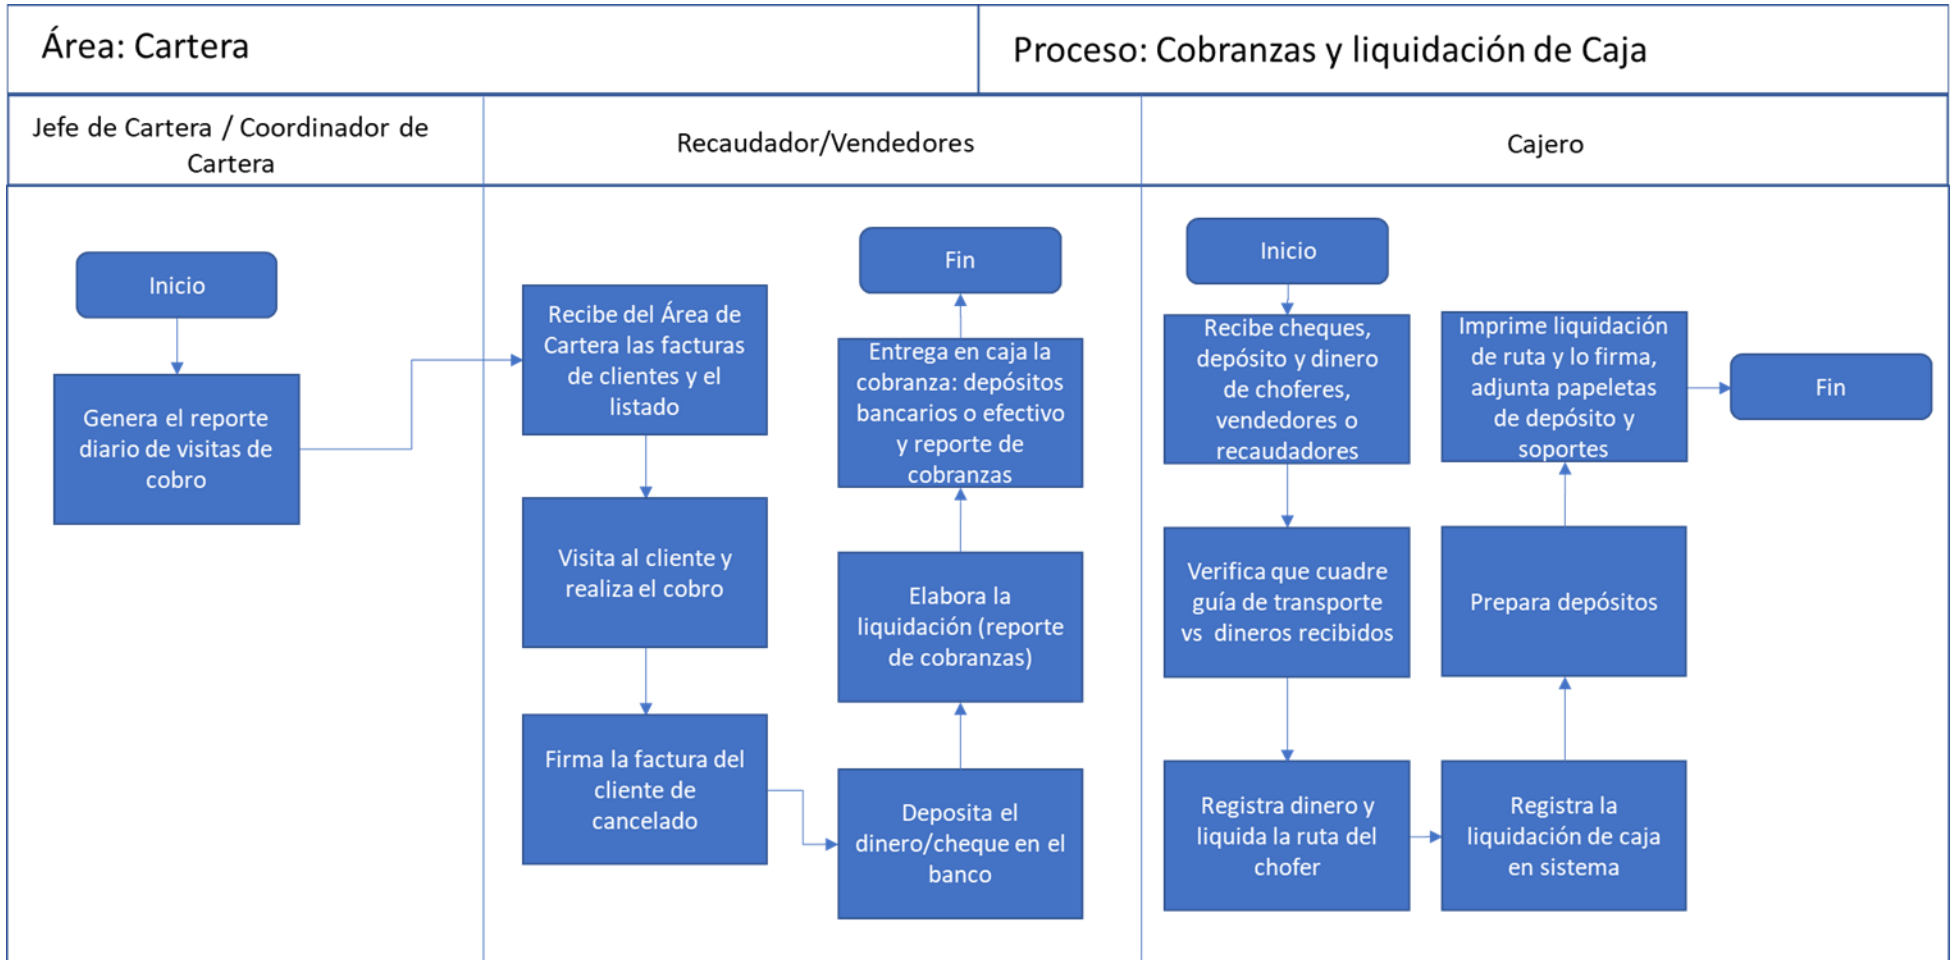 Área: Cartera
Proceso: Cobranzas y liquidación de Caja
Jefe de Cartera / Coordinador de
Cartera
Recaudador/Vendedores
Cajero
Inicio
Genera el reporte
diario de visitas de
cobro
Recibe del Área de
Cartera las facturas
de clientes y el
listado
Visita al cliente y
realiza el cobro
Firma la factura del
cliente de
cancelado
Deposita el
dinero/cheque en el
banco
Elabora la
liquidación (reporte
de cobranzas)
Entrega en caja la
cobranza: depósitos
bancarios o efectivo
y reporte de
cobranzas
Fin
Inicio
Recibe cheques,
depósito y dinero
de choferes,
vendedores o
recaudadores
Verifica que cuadre
guía de transporte
vs dineros recibidos
Registra dinero y
liquida la ruta del
chofer
Registra la
liquidación de caja
en sistema
Prepara depósitos
Imprime liquidación
de ruta y lo firma,
adjunta papeletas
de depósito y
soportes
Fin